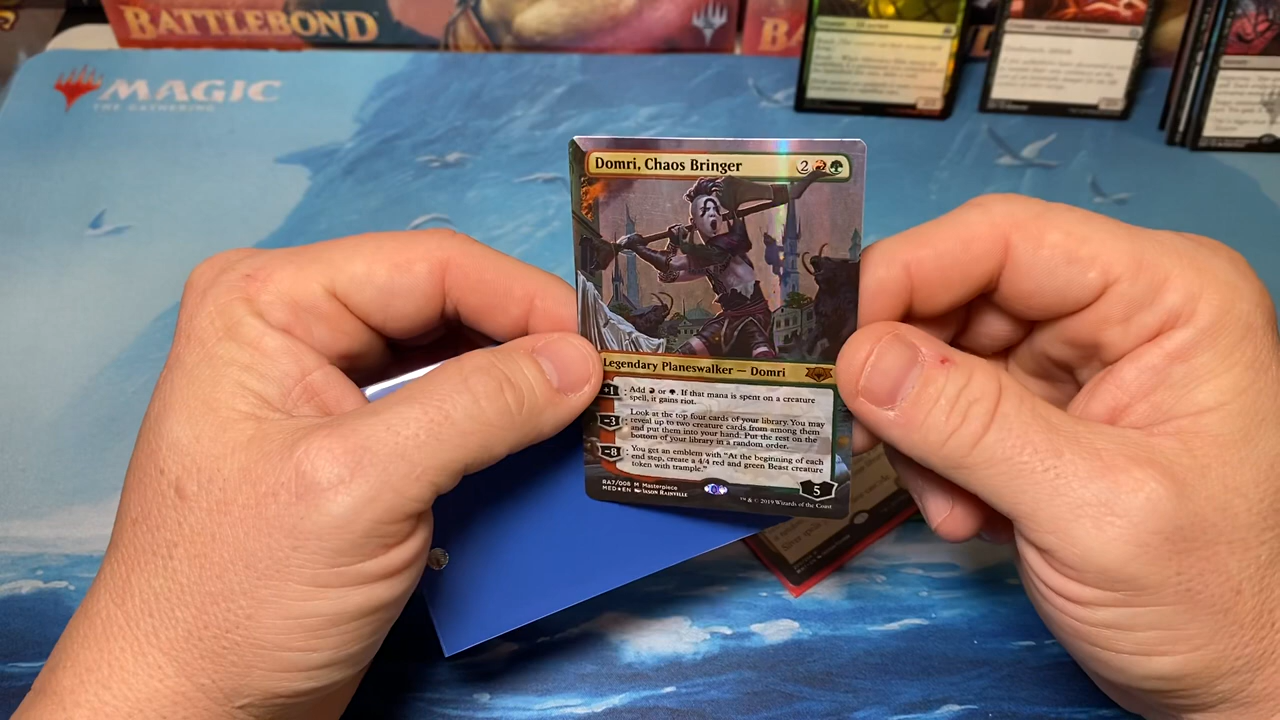 BATTLEBOND
B
MAGIC
THE GATHERING
Domri, Chaos Bringer 2
Legendary Planeswalker — Domri
+1 : Add or . If that mana is spent on a creature
spell, it gains riot.
-3 : Look at the top four cards of your library. You may
reveal up to two creature cards from among them
and put them into your hand. Put the rest on the
bottom of your library in a random order.
-8 : You get an emblem with "At the beginning of each
end step, create a 4/4 red and green Beast creature
token with trample."
5
RA7/008 M Masterpiece
MED★EN JASON RAINVILLE
™ & © 2019 Wizards of the Coast